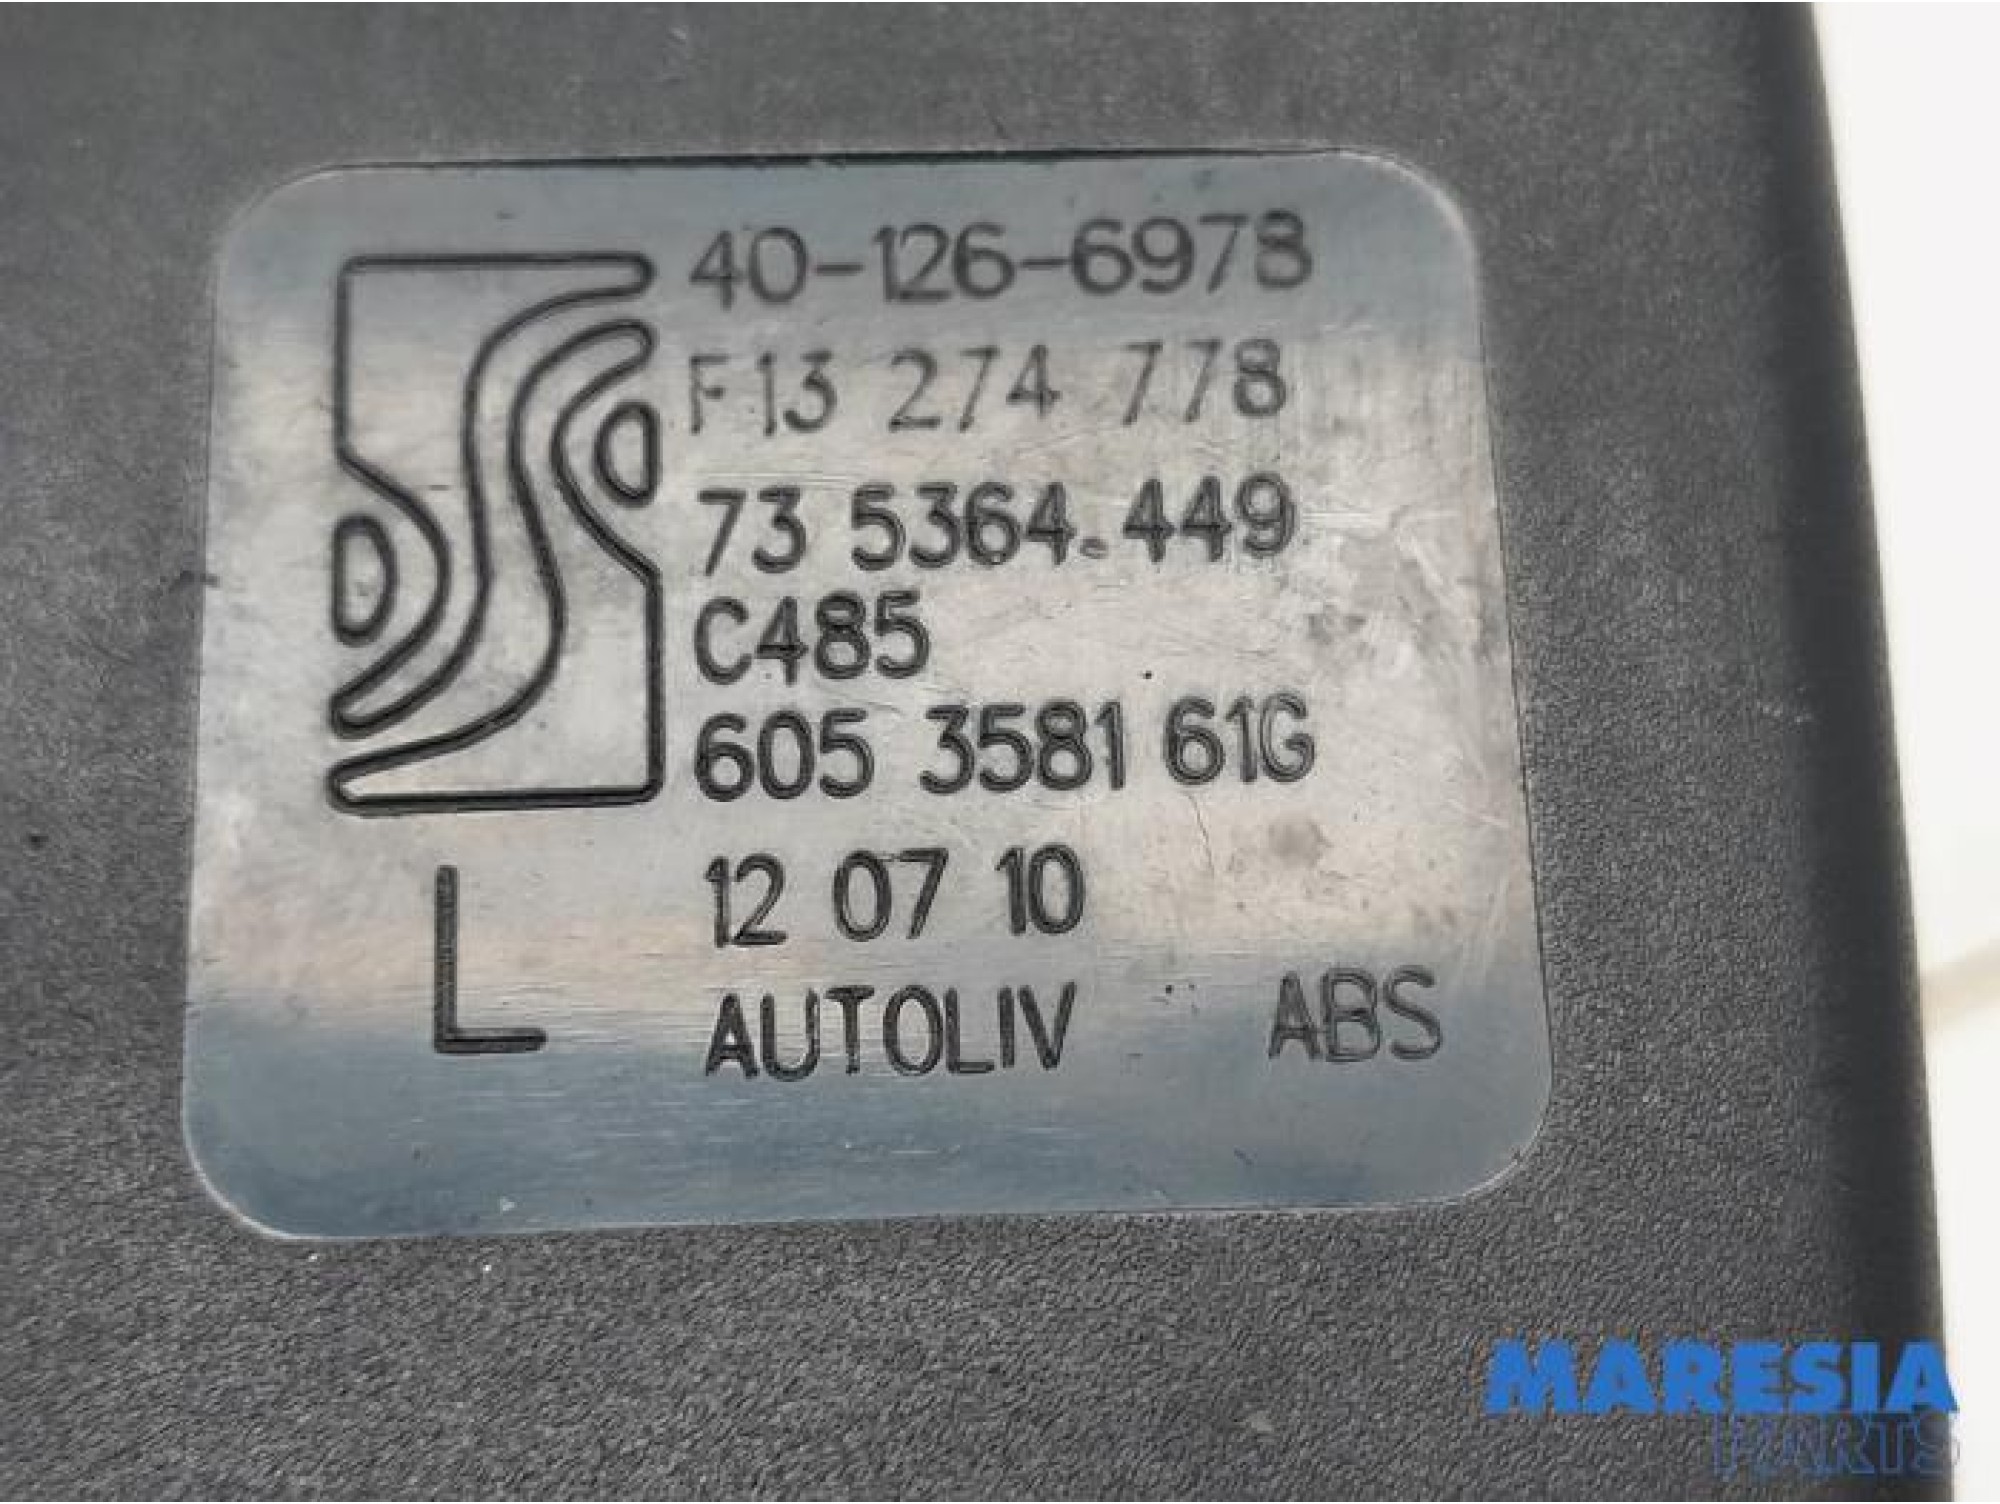 40-126-6978
F13 274 778
73 5364.449
C485
605 3581 61G
L
12 07 10
AUTOLIV ABS
MARESIA
PARTS